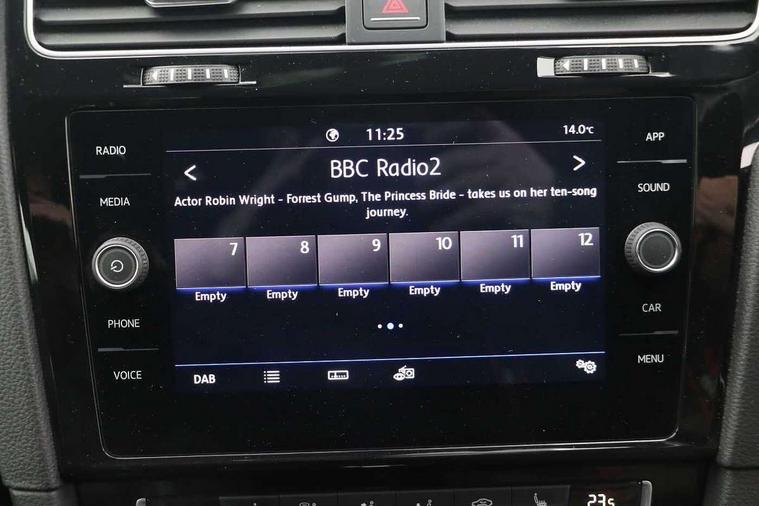 11:25
14.0°C
RADIO
APP
BBC Radio2
MEDIA
SOUND
Actor Robin Wright - Forrest Gump, The Princess Bride - takes us on her ten-song
journey.
7 8 9 10 11 12
Empty Empty Empty Empty Empty Empty
PHONE
CAR
VOICE
MENU
DAB
23.5